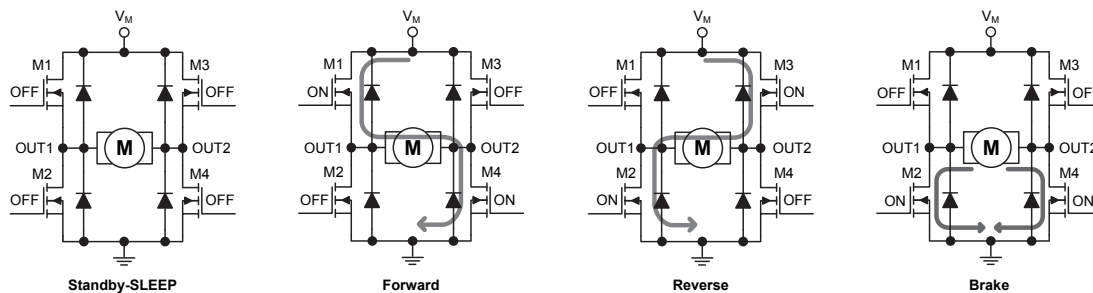 VM
M1
M3
OFF
OFF
OUT1
M
OUT2
M2
M4
OFF
OFF
Standby-SLEEP
VM
M1
M3
ON
OFF
OUT1
M
OUT2
M2
M4
OFF
ON
Forward
VM
M1
M3
OFF
ON
OUT1
M
OUT2
M2
M4
ON
OFF
Reverse
VM
M1
M3
OFF
OFF
OUT1
M
OUT2
M2
M4
ON
ON
Brake